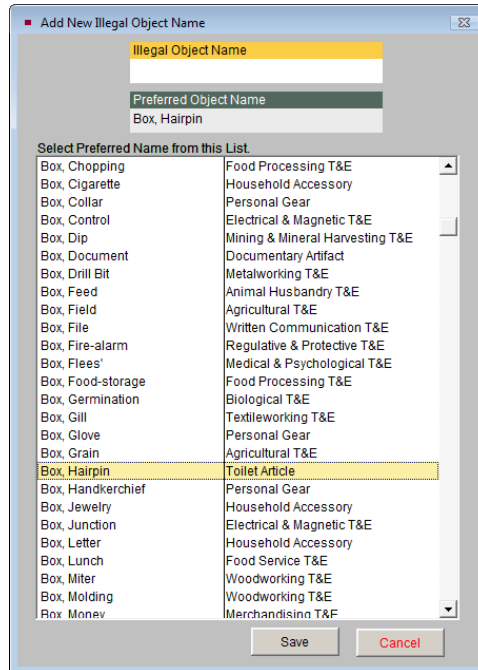 Add New Illegal Object Name
Illegal Object Name
Preferred Object Name
Box, Hairpin
Select Preferred Name from this List.
Box, Chopping Food Processing T&E
Box, Cigarette Household Accessory
Box, Collar Personal Gear
Box, Control Electrical & Magnetic T&E
Box, Dip Mining & Mineral Harvesting T&E
Box, Document Documentary Artifact
Box, Drill Bit Metalworking T&E
Box, Feed Animal Husbandry T&E
Box, Field Agricultural T&E
Box, File Written Communication T&E
Box, Fire-alarm Regulative & Protective T&E
Box, Flees' Medical & Psychological T&E
Box, Food-storage Food Processing T&E
Box, Germination Biological T&E
Box, Gill Textileworking T&E
Box, Glove Personal Gear
Box, Grain Agricultural T&E
Box, Hairpin Toilet Article
Box, Handkerchief Personal Gear
Box, Jewelry Household Accessory
Box, Junction Electrical & Magnetic T&E
Box, Letter Household Accessory
Box, Lunch Food Service T&E
Box, Miter Woodworking T&E
Box, Molding Woodworking T&E
Box, Money Merchandising T&E
Save Cancel